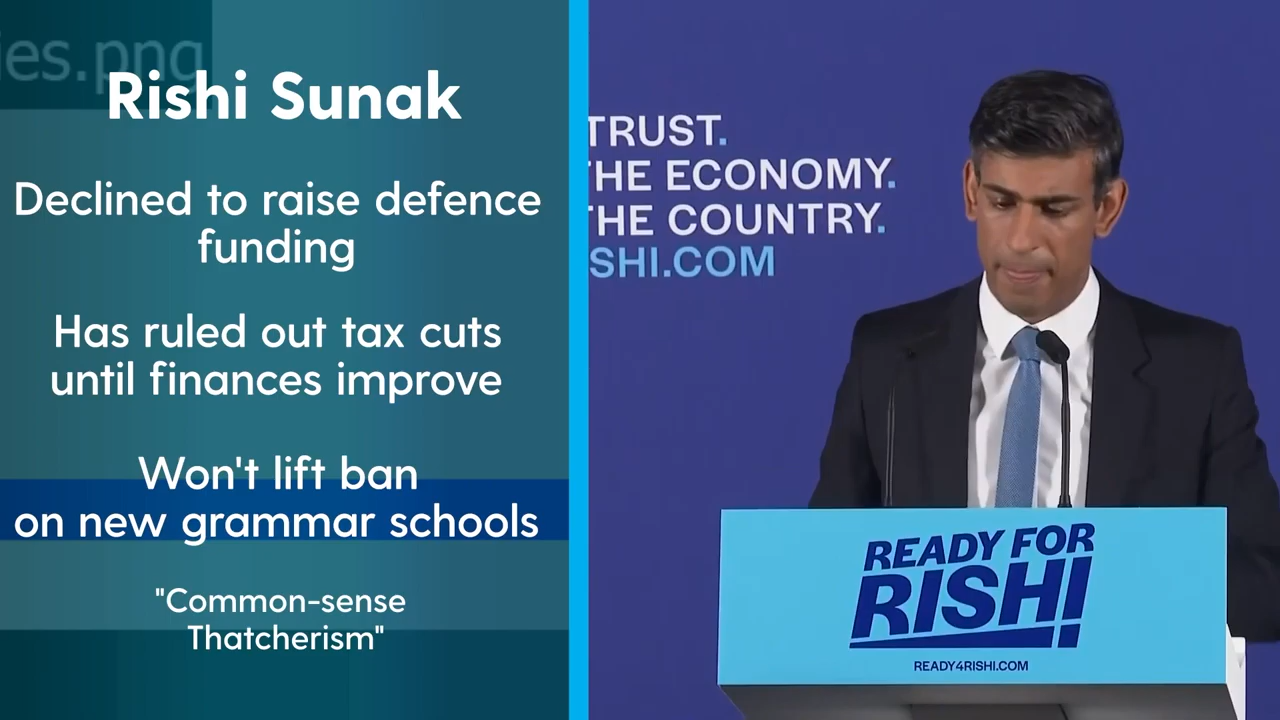 ies.png
Rishi Sunak
Declined to raise defence
funding
Has ruled out tax cuts
until finances improve
Won't lift ban
on new grammar schools
"Common-sense
Thatcherism"
TRUST.
THE ECONOMY.
THE COUNTRY.
SHI.COM
READY FOR
RISHI
READY4RISHI.COM